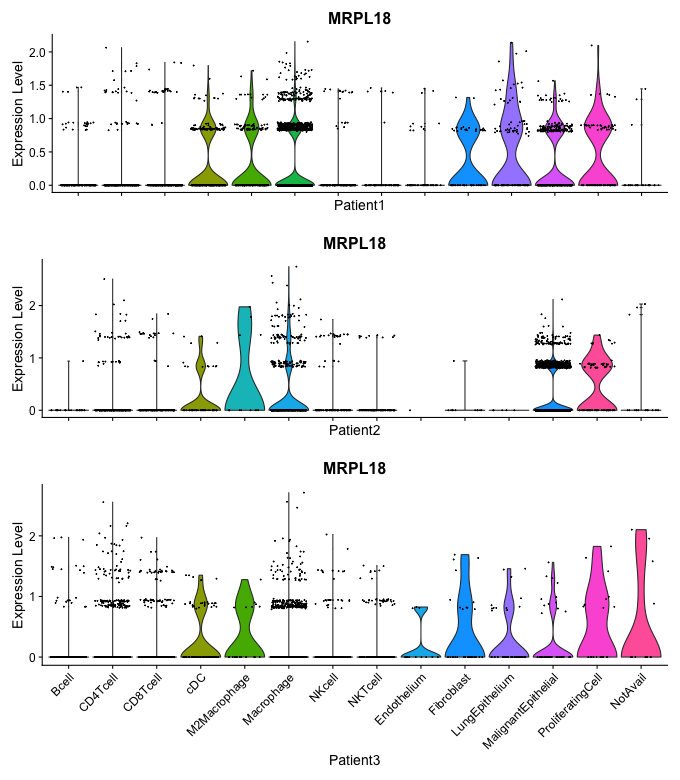 MRPL18
Expression Level
2.0
1.5
1.0
0.5
0.0
Patient1
MRPL18
Expression Level
2
1
0
Patient2
MRPL18
Expression Level
2
1
0
Bcell
CD4Tcell
CD8Tcell
cDC
M2Macrophage
Macrophage
NKcell
NKTcell
Endothelium
Fibroblast
LungEpithelium
MalignantEpithelial
ProliferatingCell
NotAvail
Patient3